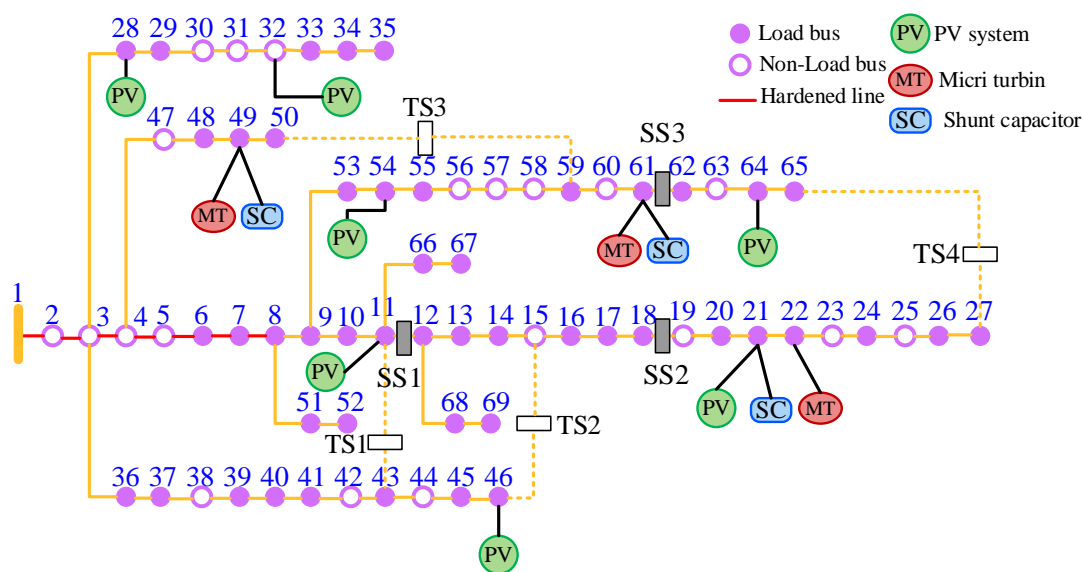 28 29 30 31 32 33 34 35
PV PV
Load bus
Non-Load bus
Hardened line
PV PV system
MT Micri turbin
SC Shunt capacitor
47 48 49 50
TS3
MT SC
53 54 55 56 57 58 59 60 61 62 63 64 65
SS3
PV MT SC PV
TS4
66 67
1 2 3 4 5 6 7 8 9 10 11 12 13 14 15 16 17 18 19 20 21 22 23 24 25 26 27
PV SS1 SS2
PV SC MT
51 52 68 69
TS1 TS2
36 37 38 39 40 41 42 43 44 45 46
PV